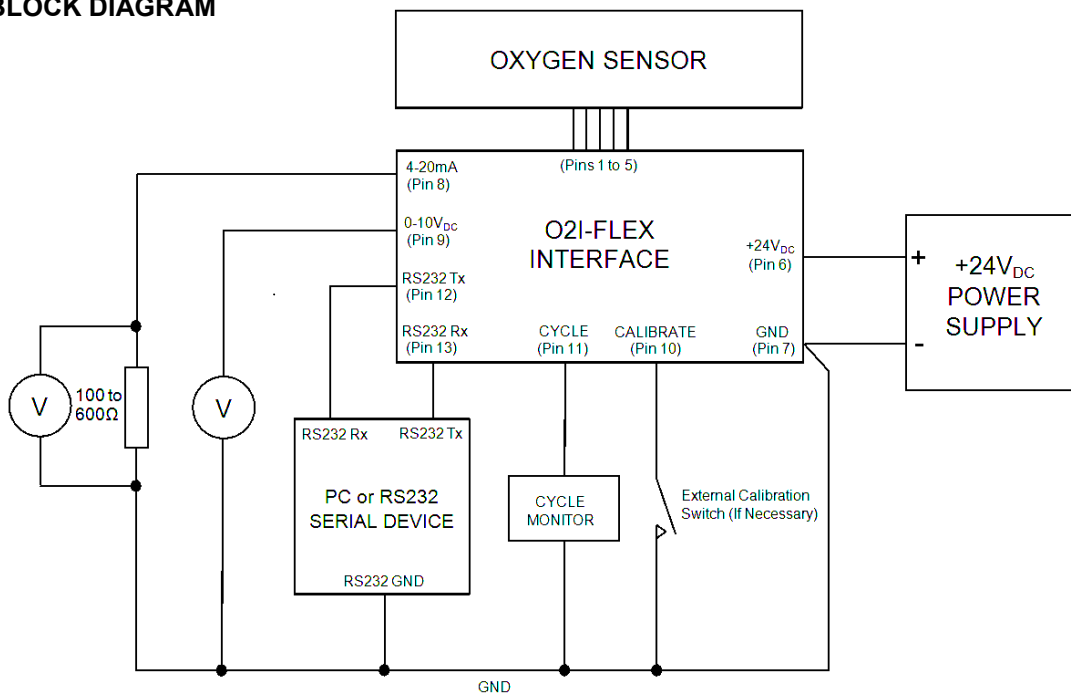 BLOCK DIAGRAM
OXYGEN SENSOR
(Pins 1 to 5)
4-20mA
(Pin 8)
0-10VDC
(Pin 9)
RS232 Tx
(Pin 12)
RS232 Rx
(Pin 13)
O2I-FLEX
INTERFACE
+24VDC
(Pin 6)
CYCLE
(Pin 11)
CALIBRATE
(Pin 10)
GND
(Pin 7)
+
-
+24VDC
POWER
SUPPLY
V
100 to
600Ω
V
RS232 Rx
RS232 Tx
PC or RS232
SERIAL DEVICE
RS232 GND
CYCLE
MONITOR
External Calibration
Switch (If Necessary)
GND